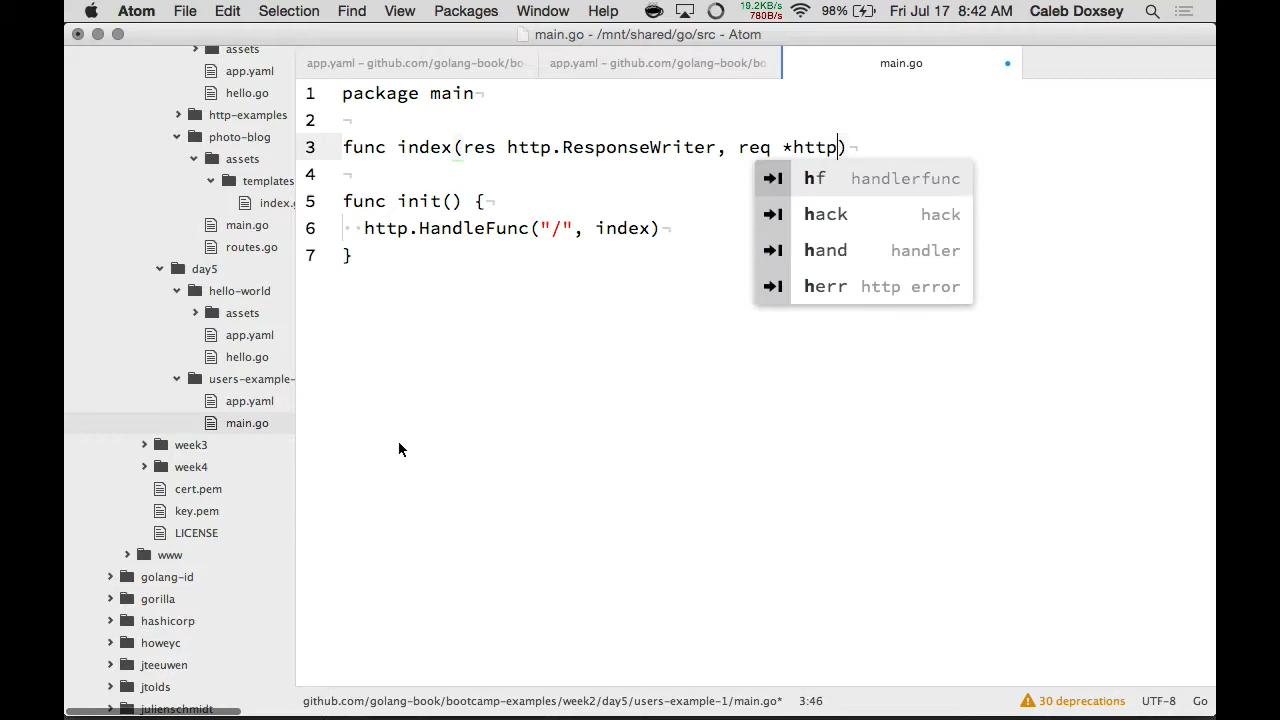 Atom File Edit Selection Find View Packages Window Help 19.2KB/s 780B/s 98% Fri Jul 17 8:42 AM Caleb Doxsey
main.go - /mnt/shared/go/src - Atom
app.yaml – github.com/golang-book/bo app.yaml – github.com/golang-book/bo main.go
assets
app.yaml
hello.go
http-examples
photo-blog
assets
templates
index.g
main.go
routes.go
day5
hello-world
assets
app.yaml
hello.go
users-example-
app.yaml
main.go
week3
week4
cert.pem
key.pem
LICENSE
www
golang-id
gorilla
hashicorp
howeyc
jteeuwen
jtolds
julienschmidt
1 package main¬
2 ¬
3 func index(res http.ResponseWriter, req *http)¬
4 ¬
5 func init() {¬
6 ··http.HandleFunc("/", index)¬
7 }
hf handlerfunc
hack hack
hand handler
herr http error
github.com/golang-book/bootcamp-examples/week2/day5/users-example-1/main.go* 3:46 30 deprecations UTF-8 Go